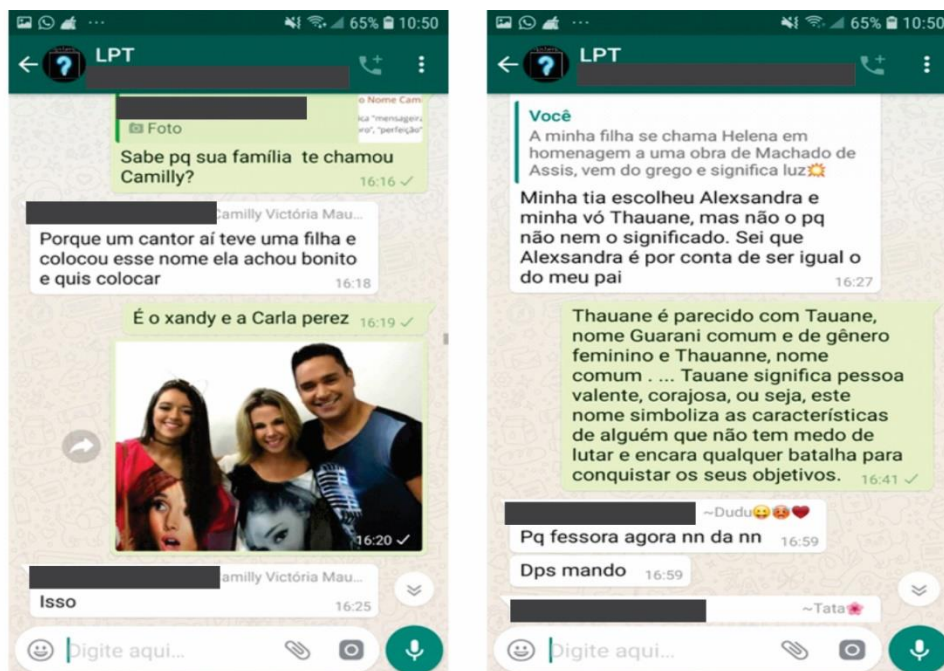 65% 10:50
LPT
o Nome Cam
ica "mensageira
oro", "perfeição"
Foto
Sabe pq sua família te chamou
Camilly?
16:16
Camilly Victória Mau...
Porque um cantor aí teve uma filha e
colocou esse nome ela achou bonito
e quis colocar
16:18
É o xandy e a Carla perez 16:19
16:20
amilly Victória Mau...
Isso
16:25
Digite aqui...
65% 10:50
LPT
Você
A minha filha se chama Helena em
homenagem a uma obra de Machado de
Assis, vem do grego e significa luz💥
Minha tia escolheu Alexsandra e
minha vó Thauane, mas não o pq
não nem o significado. Sei que
Alexsandra é por conta de ser igual o
do meu pai
16:27
Thauane é parecido com Tauane,
nome Guarani comum e de gênero
feminino e Thauanne, nome
comum . ... Tauane significa pessoa
valente, corajosa, ou seja, este
nome simboliza as características
de alguém que não tem medo de
lutar e encara qualquer batalha para
conquistar os seus objetivos. 16:41
~Dudu😄🥵❤️
Pq fessora agora nn da nn 16:59
Dps mando 16:59
~Tata🌸
Digite aqui...